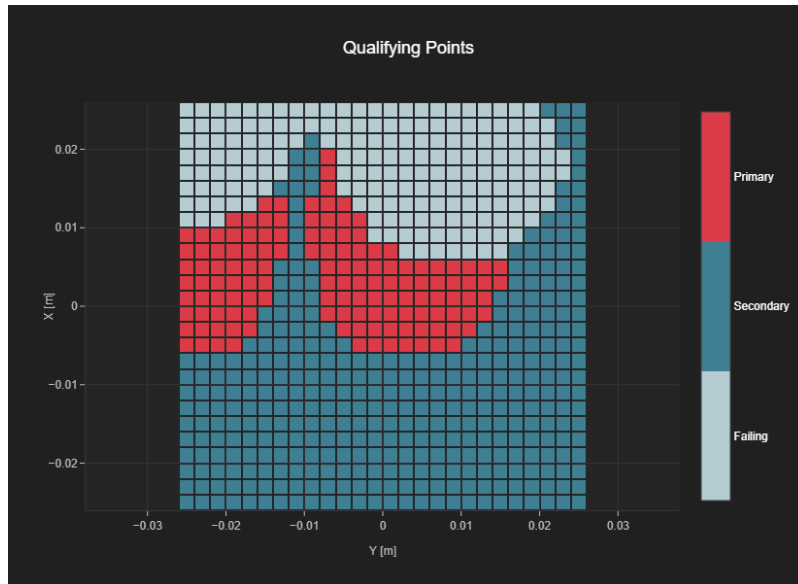 Qualifying Points
Primary
Secondary
Failing
0.02
0.01
0
−0.01
−0.02
X [m]
−0.03
−0.02
−0.01
0
0.01
0.02
0.03
Y [m]